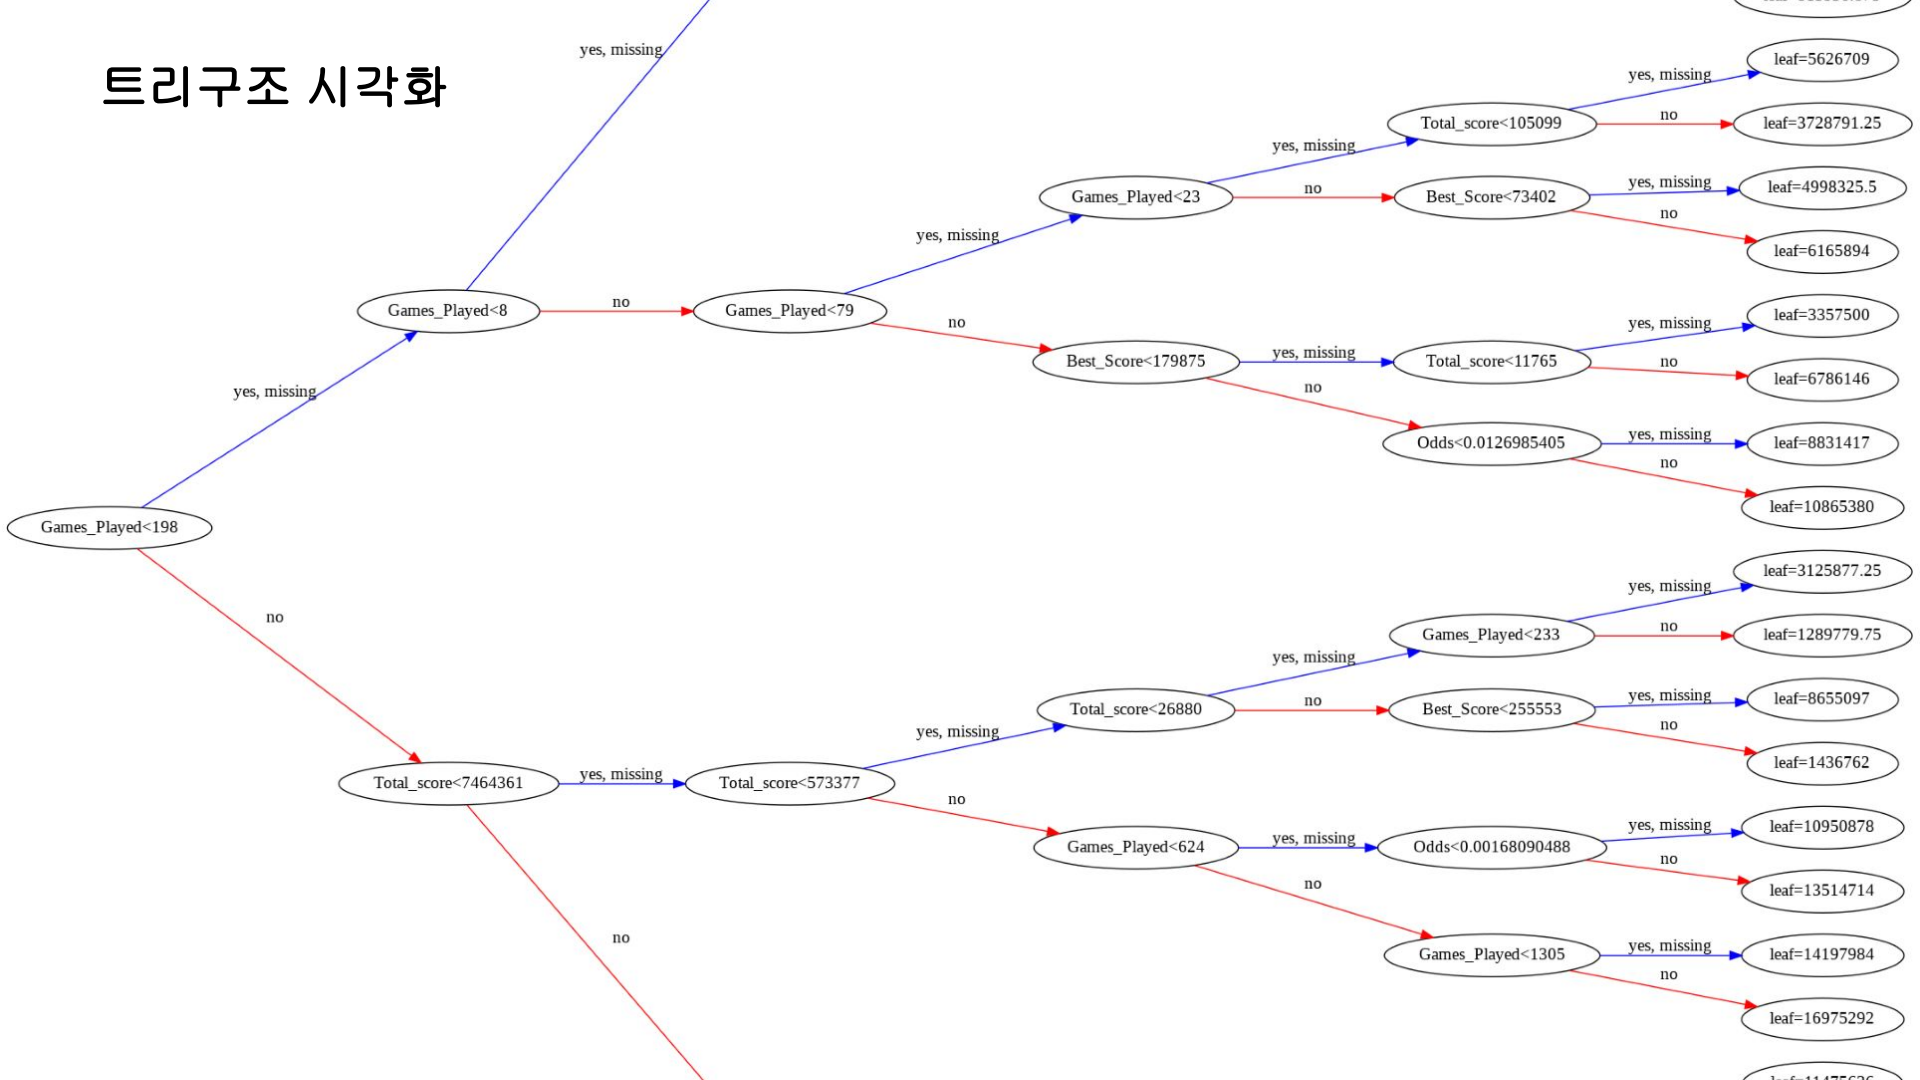 트리구조 시각화
yes, missing
leaf=5626709
yes, missing
Total_score<105099
no
leaf=3728791.25
yes, missing
Games_Played<23
no
Best_Score<73402
yes, missing
leaf=4998325.5
no
leaf=6165894
yes, missing
Games_Played<8
no
Games_Played<79
no
Best_Score<179875
yes, missing
Total_score<11765
yes, missing
leaf=3357500
no
leaf=6786146
no
Odds<0.0126985405
yes, missing
leaf=8831417
no
leaf=10865380
yes, missing
Games_Played<198
no
leaf=3125877.25
yes, missing
Games_Played<233
no
leaf=1289779.75
yes, missing
Total_score<26880
no
Best_Score<255553
yes, missing
leaf=8655097
no
leaf=1436762
yes, missing
Total_score<7464361
yes, missing
Total_score<573377
no
Games_Played<624
yes, missing
Odds<0.00168090488
yes, missing
leaf=10950878
no
leaf=13514714
no
Games_Played<1305
yes, missing
leaf=14197984
no
leaf=16975292
no